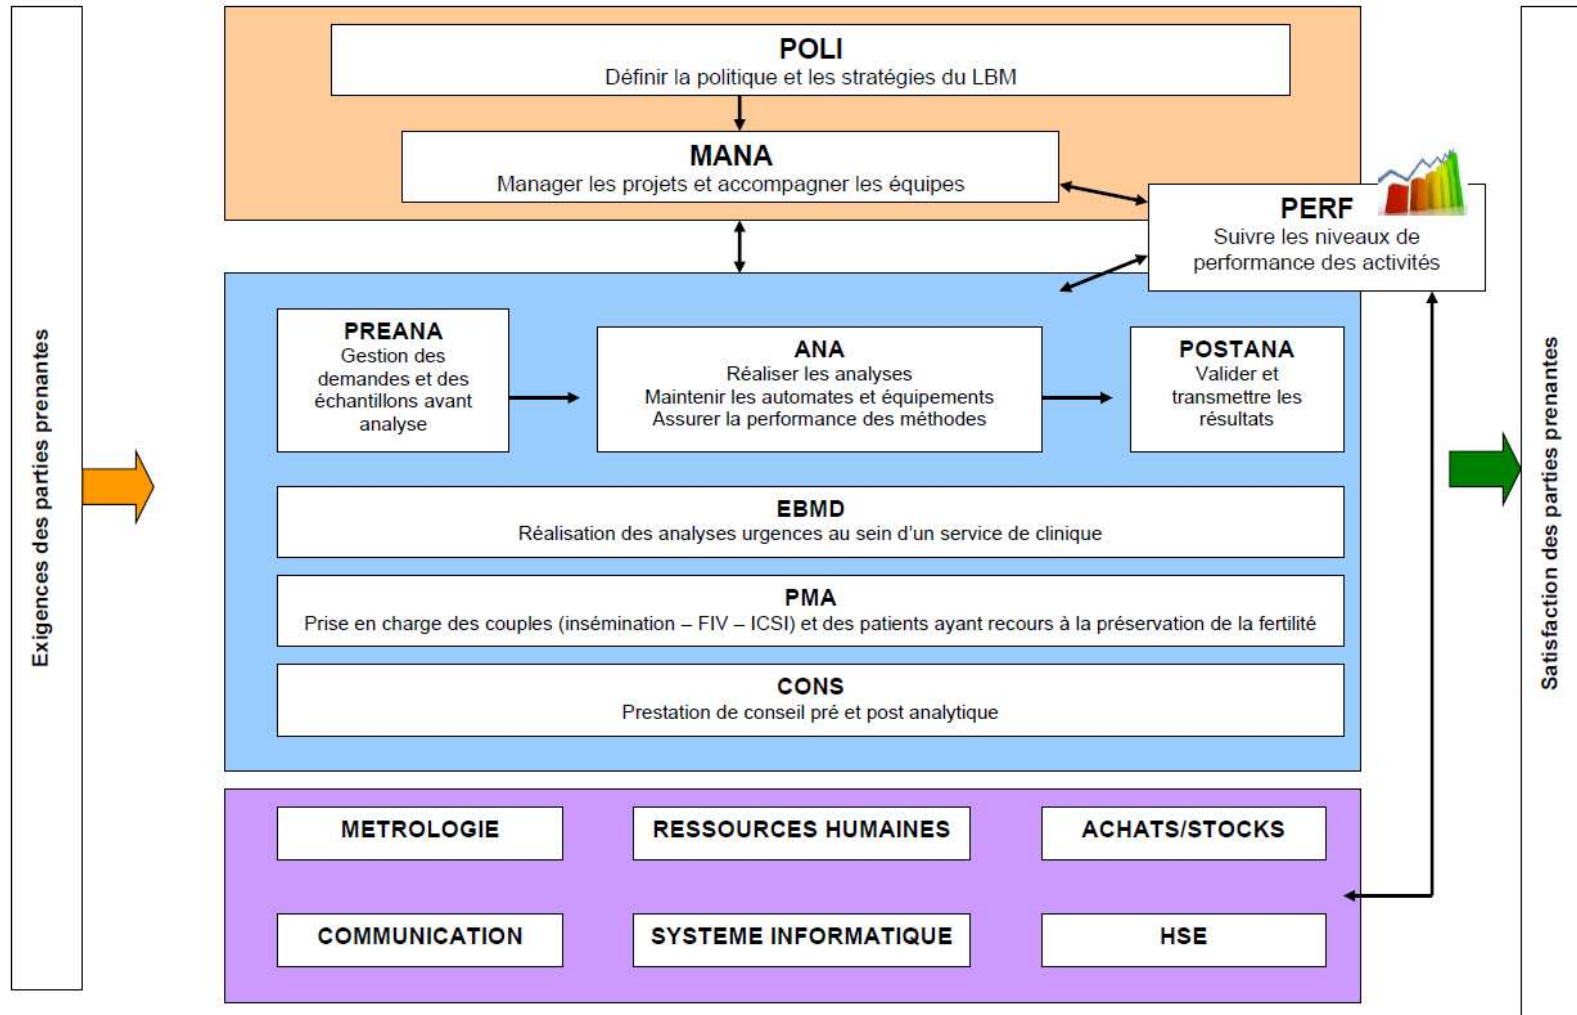 POLI
Définir la politique et les stratégies du LBM
MANA
Manager les projets et accompagner les équipes
PERF
Suivre les niveaux de
performance des activités
Exigences des parties prenantes
PREANA
Gestion des
demandes et des
échantillons avant
analyse
ANA
Réaliser les analyses
Maintenir les automates et équipements
Assurer la performance des méthodes
POSTANA
Valider et
transmettre les
résultats
EBMD
Réalisation des analyses urgences au sein d’un service de clinique
PMA
Prise en charge des couples (insémination – FIV – ICSI) et des patients ayant recours à la préservation de la fertilité
CONS
Prestation de conseil pré et post analytique
Satisfaction des parties prenantes
METROLOGIE
RESSOURCES HUMAINES
ACHATS/STOCKS
COMMUNICATION
SYSTEME INFORMATIQUE
HSE